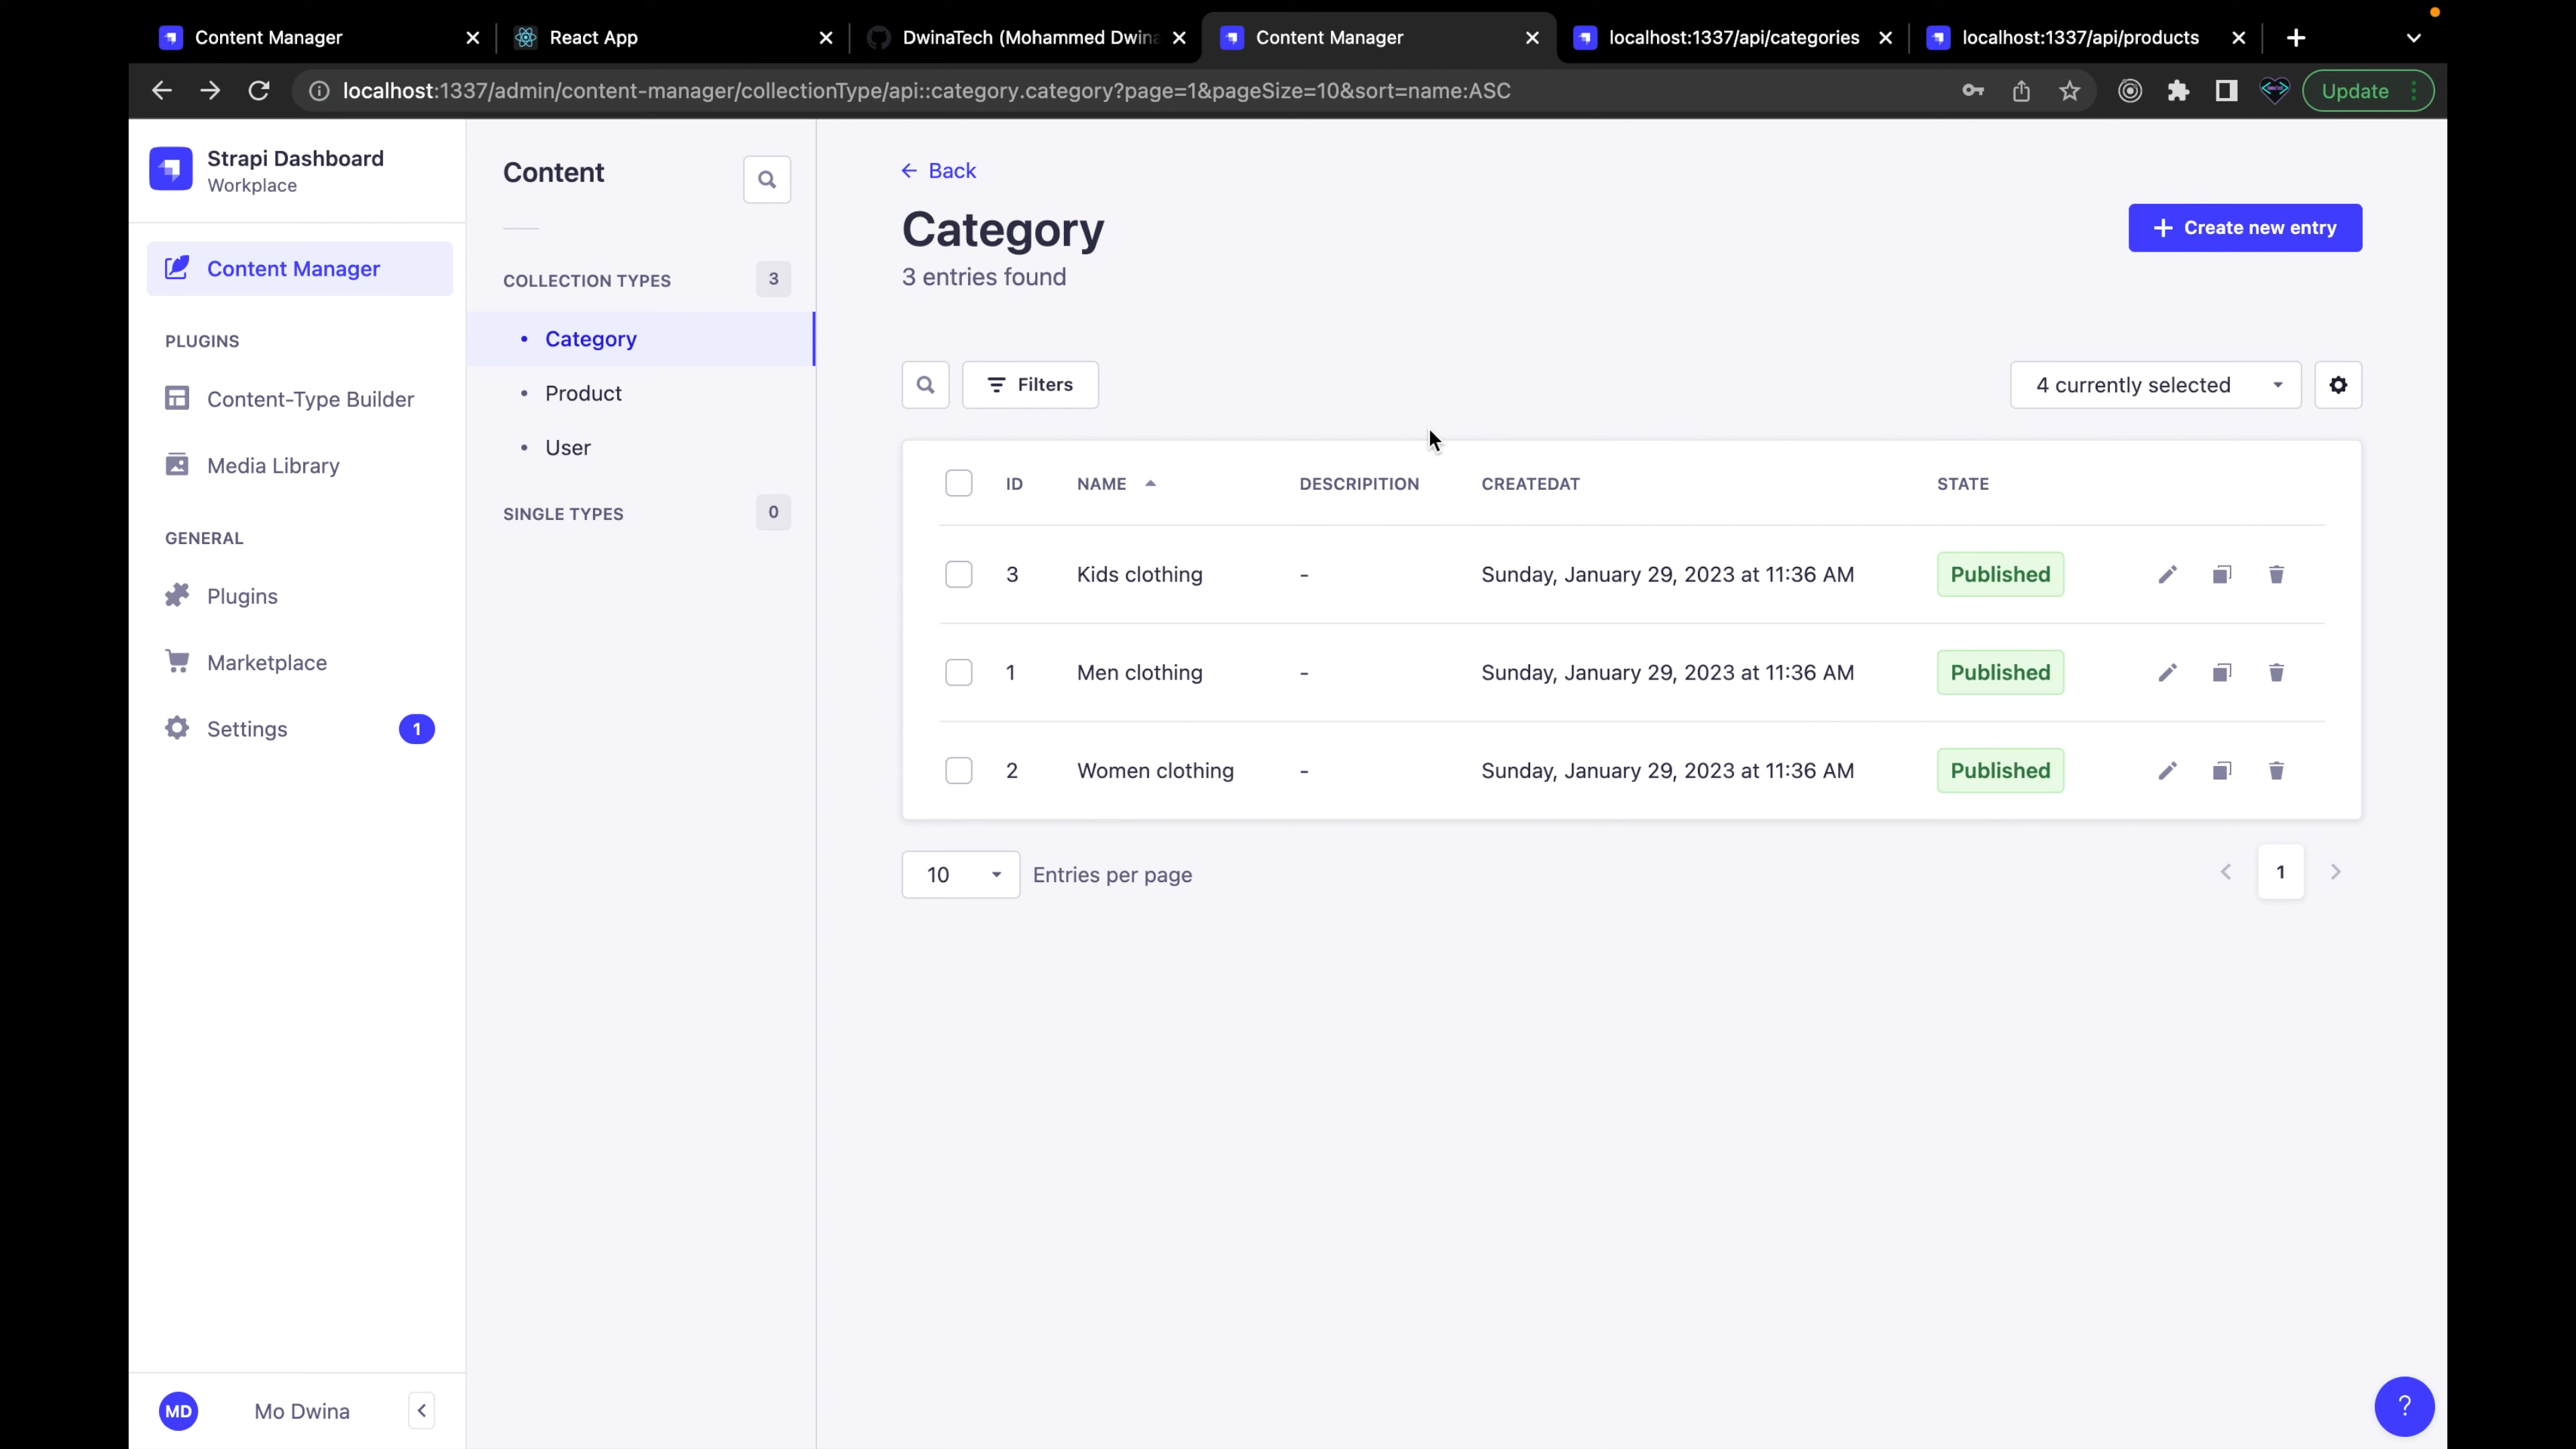 Content Manager
React App
DwinaTech (Mohammed Dwina
Content Manager
localhost:1337/api/categories
localhost:1337/api/products
localhost:1337/admin/content-manager/collectionType/api::category.category?page=1&pageSize=10&sort=name:ASC
Update
Strapi Dashboard
Workplace
Content Manager
PLUGINS
Content-Type Builder
Media Library
GENERAL
Plugins
Marketplace
Settings 1
MD Mo Dwina
Content
COLLECTION TYPES 3
Category
Product
User
SINGLE TYPES 0
Back
Category
3 entries found
Create new entry
Filters
4 currently selected
ID NAME DESCRIPITION CREATEDAT STATE
3 Kids clothing - Sunday, January 29, 2023 at 11:36 AM Published
1 Men clothing - Sunday, January 29, 2023 at 11:36 AM Published
2 Women clothing - Sunday, January 29, 2023 at 11:36 AM Published
10 Entries per page
1
?